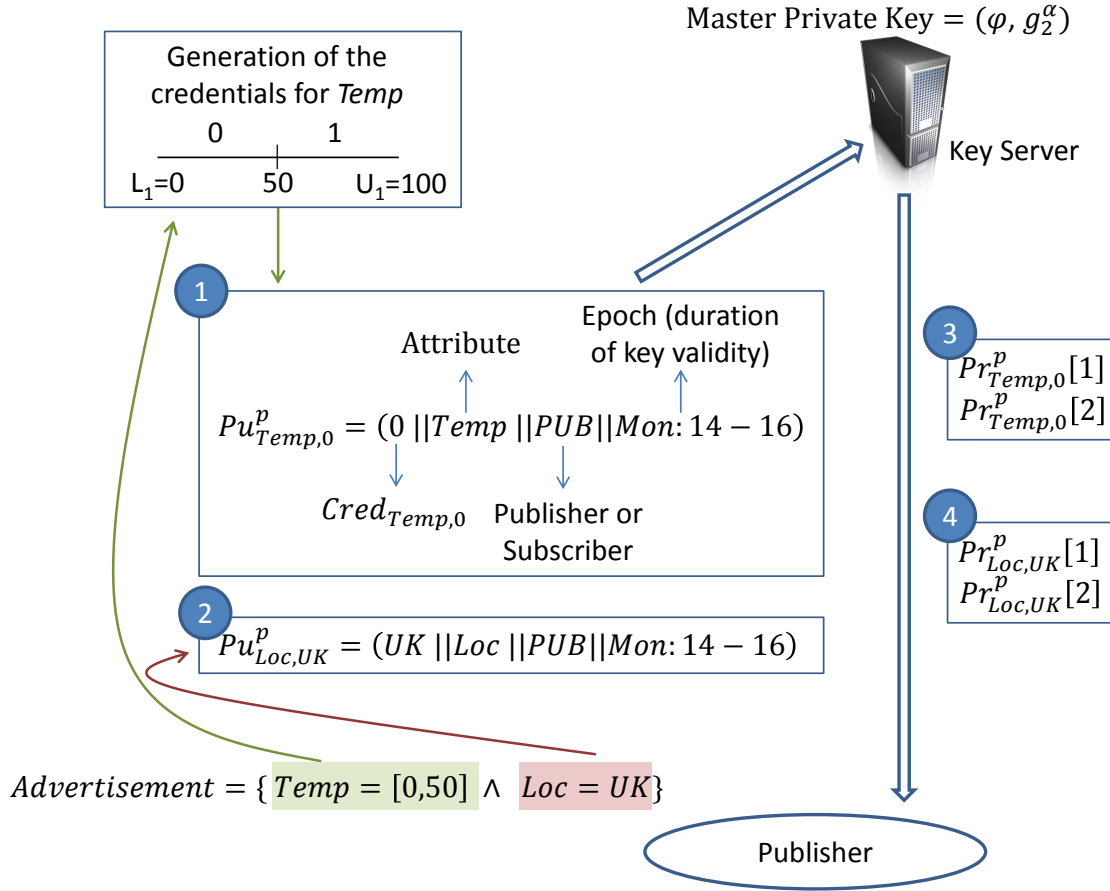 Master Private Key = (φ, g₂^α)
Generation of the
credentials for Temp
0 1
L₁=0 50 U₁=100
Key Server
1
Attribute
Epoch (duration
of key validity)
Pu^p_{Temp,0} = (0 ||Temp ||PUB||Mon: 14 − 16)
Cred_{Temp,0}
Publisher or
Subscriber
2
Pu^p_{Loc,UK} = (UK ||Loc ||PUB||Mon: 14 − 16)
3
Pr^p_{Temp,0}[1]
Pr^p_{Temp,0}[2]
4
Pr^p_{Loc,UK}[1]
Pr^p_{Loc,UK}[2]
Advertisement = { Temp = [0,50] ∧ Loc = UK}
Publisher